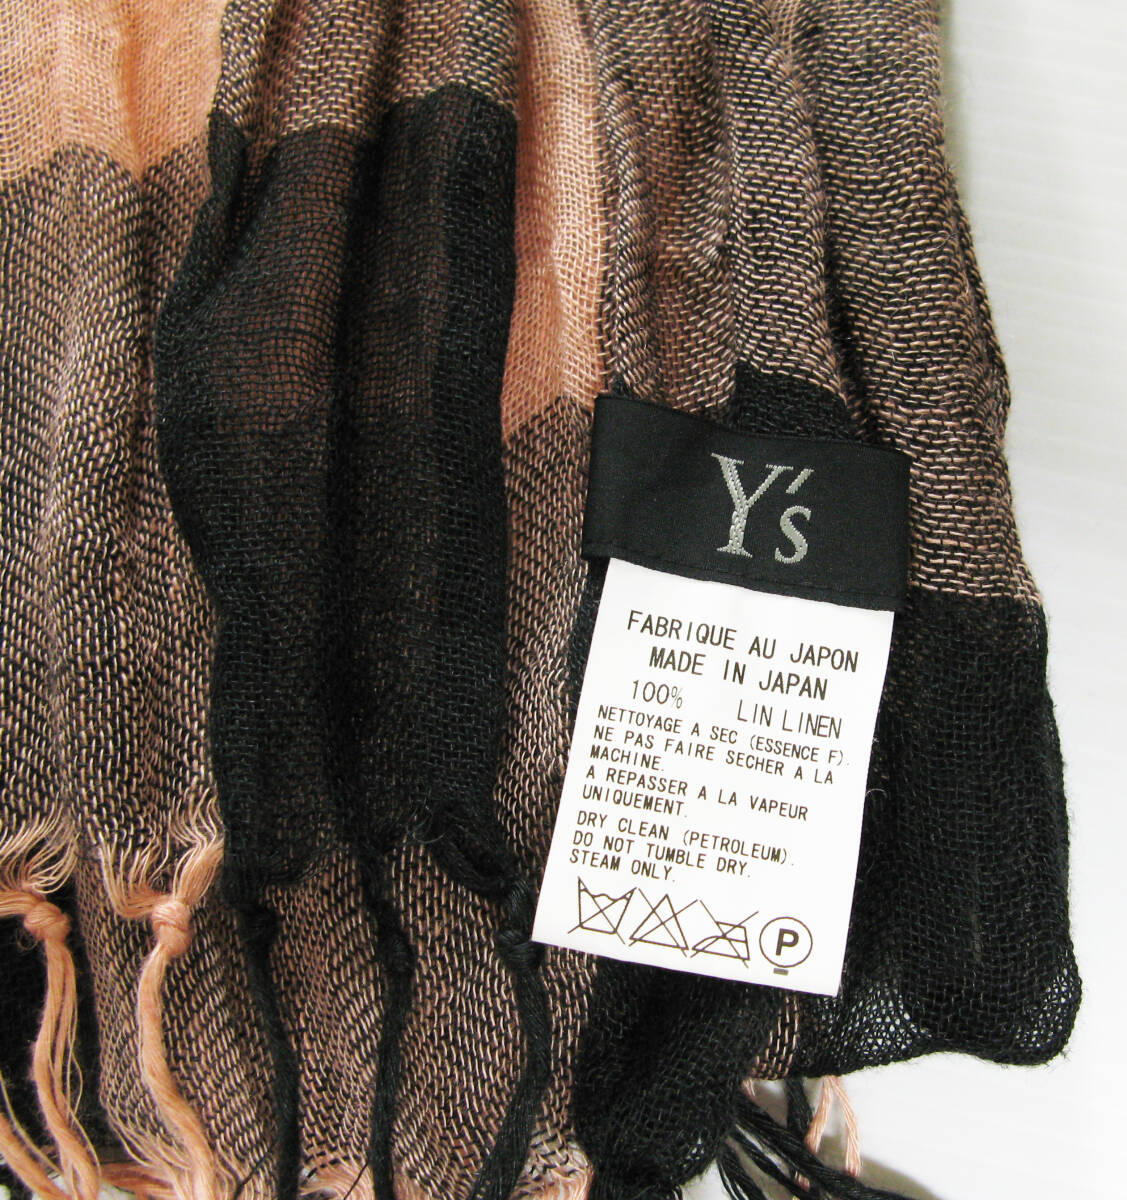 Y's
FABRIQUE AU JAPON
MADE IN JAPAN
100% LIN LINEN
NETTOYAGE A SEC (ESSENCE F).
NE PAS FAIRE SECHER A LA
MACHINE.
A REPASSER A LA VAPEUR
UNIQUEMENT.
DRY CLEAN (PETROLEUM).
DO NOT TUMBLE DRY.
STEAM ONLY.
P